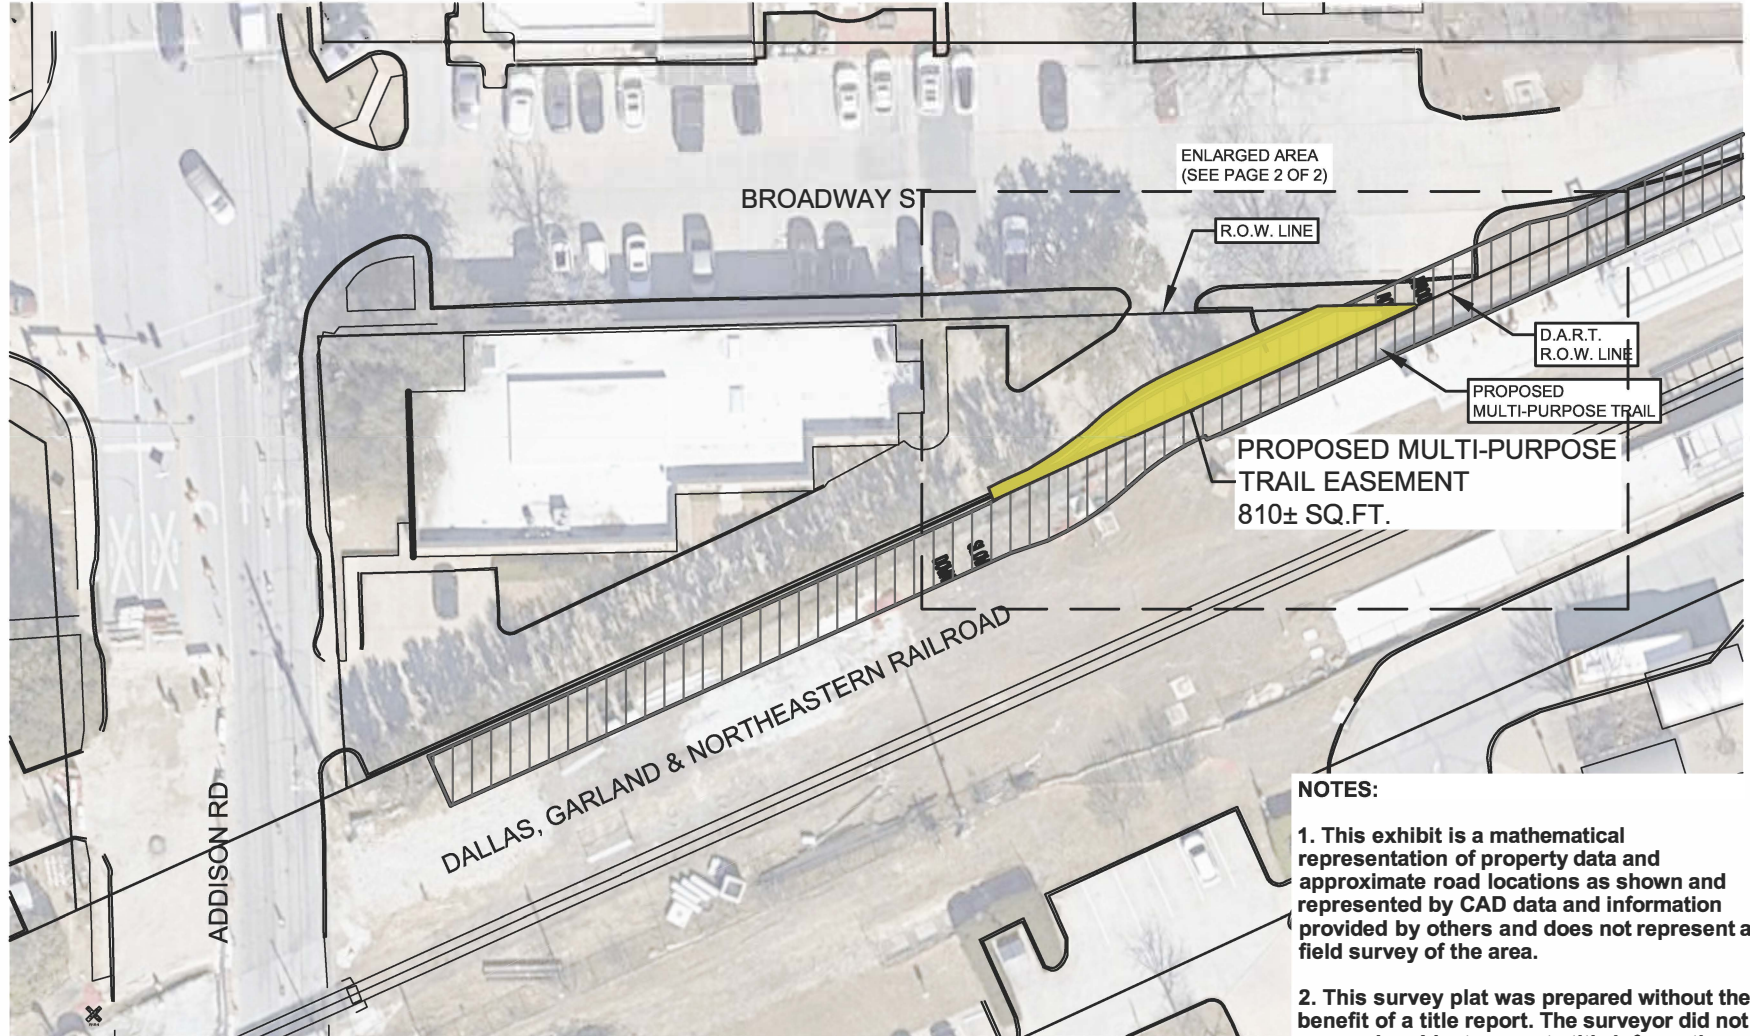 ENLARGED AREA
(SEE PAGE 2 OF 2)
BROADWAY ST
R.O.W. LINE
D.A.R.T.
R.O.W. LINE
PROPOSED
MULTI-PURPOSE TRAIL
PROPOSED MULTI-PURPOSE
TRAIL EASEMENT
810± SQ.FT.
DALLAS, GARLAND & NORTHEASTERN RAILROAD
ADDISON RD
NOTES:
1. This exhibit is a mathematical
representation of property data and
approximate road locations as shown and
represented by CAD data and information
provided by others and does not represent a
field survey of the area.
2. This survey plat was prepared without the
benefit of a title report. The surveyor did not